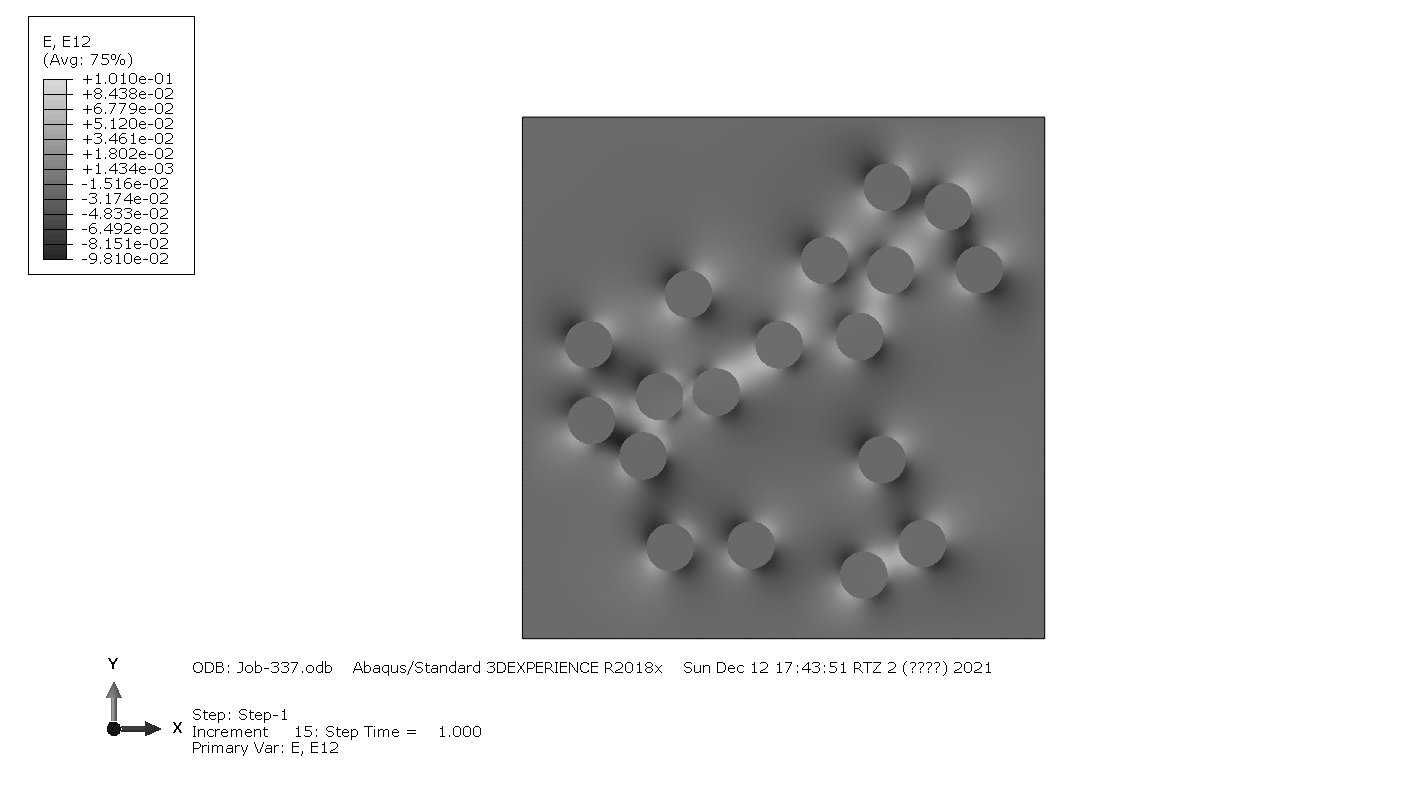 E, E12
(Avg: 75%)
+1.010e-01
+8.438e-02
+6.779e-02
+5.120e-02
+3.461e-02
+1.802e-02
+1.434e-03
-1.516e-02
-3.174e-02
-4.833e-02
-6.492e-02
-8.151e-02
-9.810e-02
Y
X
ODB: Job-337.odb Abaqus/Standard 3DEXPERIENCE R2018x Sun Dec 12 17:43:51 RTZ 2 (????) 2021
Step: Step-1
Increment 15: Step Time = 1.000
Primary Var: E, E12